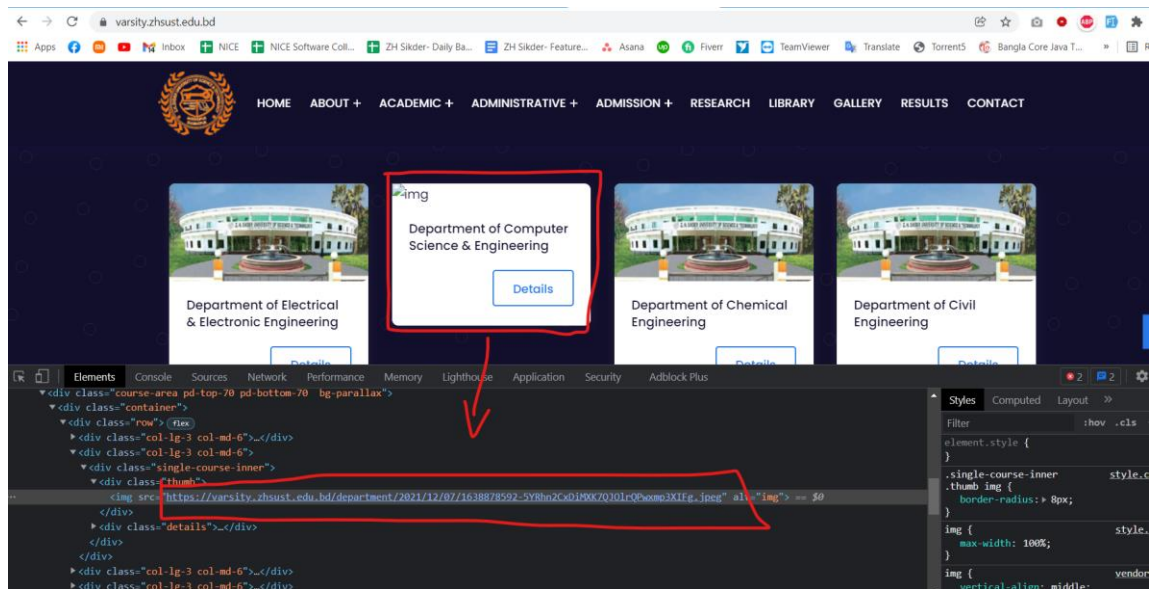 varsity.zhsust.edu.bd
Apps
Inbox
NICE
NICE Software Coll...
ZH Sikder- Daily Ba...
ZH Sikder- Feature...
Asana
Fiverr
TeamViewer
Translate
Torrent5
Bangla Core Java T...
»
HOME ABOUT + ACADEMIC + ADMINISTRATIVE + ADMISSION + RESEARCH LIBRARY GALLERY RESULTS CONTACT
img
Department of Computer
Science & Engineering
Details
Department of Electrical
& Electronic Engineering
Details
Department of Chemical
Engineering
Details
Department of Civil
Engineering
Details
Elements Console Sources Network Performance Memory Lighthouse Application Security Adblock Plus
2 2
▼<div class="course-area pd-top-70 pd-bottom-70 bg-parallax">
▼<div class="container">
▼<div class="row"> flex
▶<div class="col-lg-3 col-md-6">…</div>
▼<div class="col-lg-3 col-md-6">
▼<div class="single-course-inner">
▼<div class="thumb">
<img src="https://varsity.zhsust.edu.bd/department/2021/12/07/ alt="img"> == $0
</div>
▶<div class="details">…</div>
</div>
</div>
▶<div class="col-lg-3 col-md-6">…</div>
▶<div class="col-lg-3 col-md-6">…</div>
Styles Computed Layout »
Filter :hov .cls
element.style {
}
.single-course-inner style.c
.thumb img {
border-radius: ▶ 8px;
}
img { style.
max-width: 100%;
}
img { vendor
vertical-align: middle;